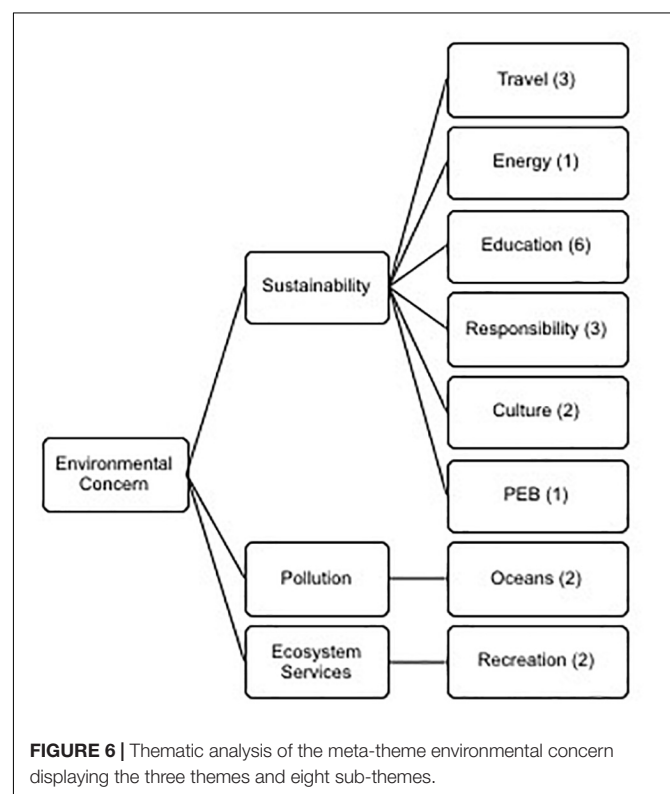 Travel (3)
Energy (1)
Education (6)
Sustainability
Responsibility (3)
Culture (2)
Environmental
Concern
PEB (1)
Pollution
Oceans (2)
Ecosystem
Services
Recreation (2)
FIGURE 6 | Thematic analysis of the meta-theme environmental concern
displaying the three themes and eight sub-themes.